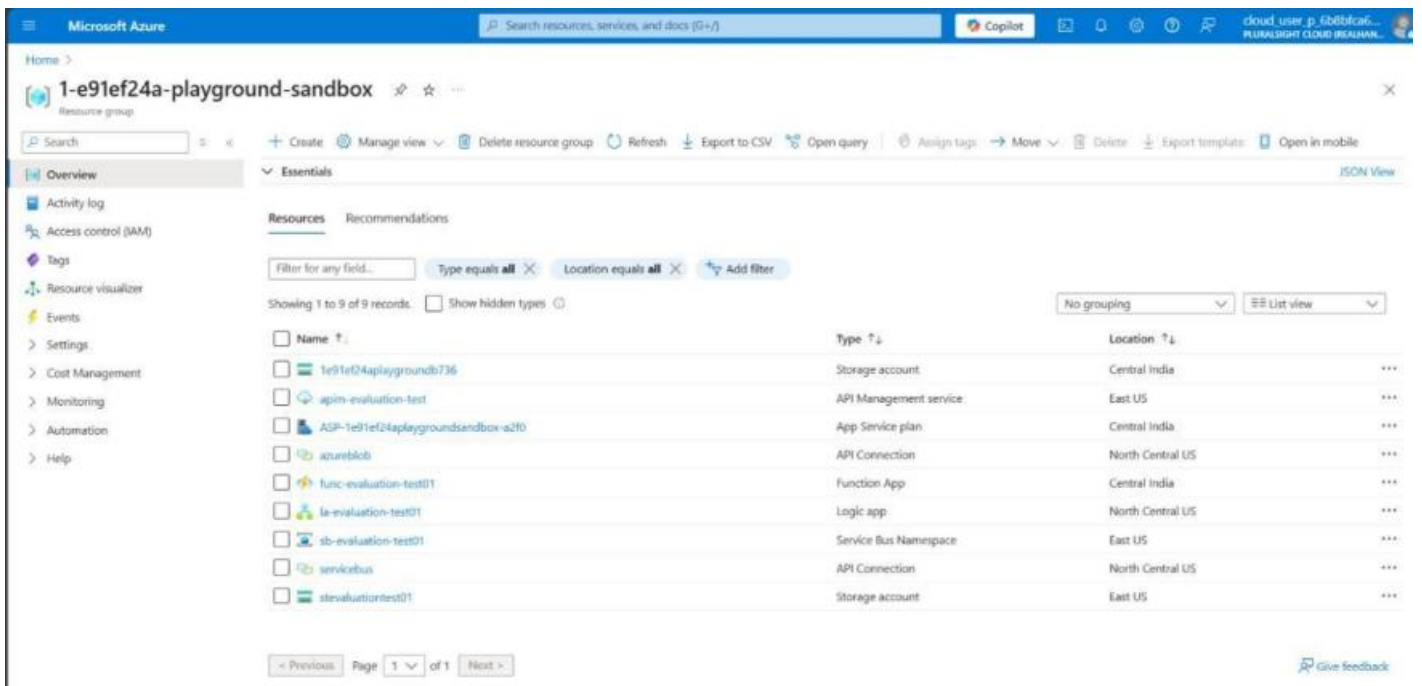 Microsoft Azure
Search resources, services, and docs (G+/)
Copilot
cloud_user_p_6b8bfca6...
PLURALSIGHT CLOUD (REALHAN...
Home >
1-e91ef24a-playground-sandbox
Resource group
Search
+ Create Manage view Delete resource group Refresh Export to CSV Open query Assign tags Move Delete Export template Open in mobile
Overview
Essentials
JSON View
Activity log
Access control (IAM)
Tags
Resource visualizer
Events
> Settings
> Cost Management
> Monitoring
> Automation
> Help
Resources Recommendations
Filter for any field... Type equals all Location equals all Add filter
Showing 1 to 9 of 9 records. Show hidden types
No grouping List view
Name Type Location
1e91ef24aplaygroundb736 Storage account Central India
apim-evaluation-test API Management service East US
ASP-1e91ef24aplaygroundsandbox-a2f0 App Service plan Central India
azureblob API Connection North Central US
func-evaluation-test01 Function App Central India
la-evaluation-test01 Logic app North Central US
sb-evaluation-test01 Service Bus Namespace East US
servicebus API Connection North Central US
stevaluationtest01 Storage account East US
< Previous Page 1 of 1 Next >
Give feedback